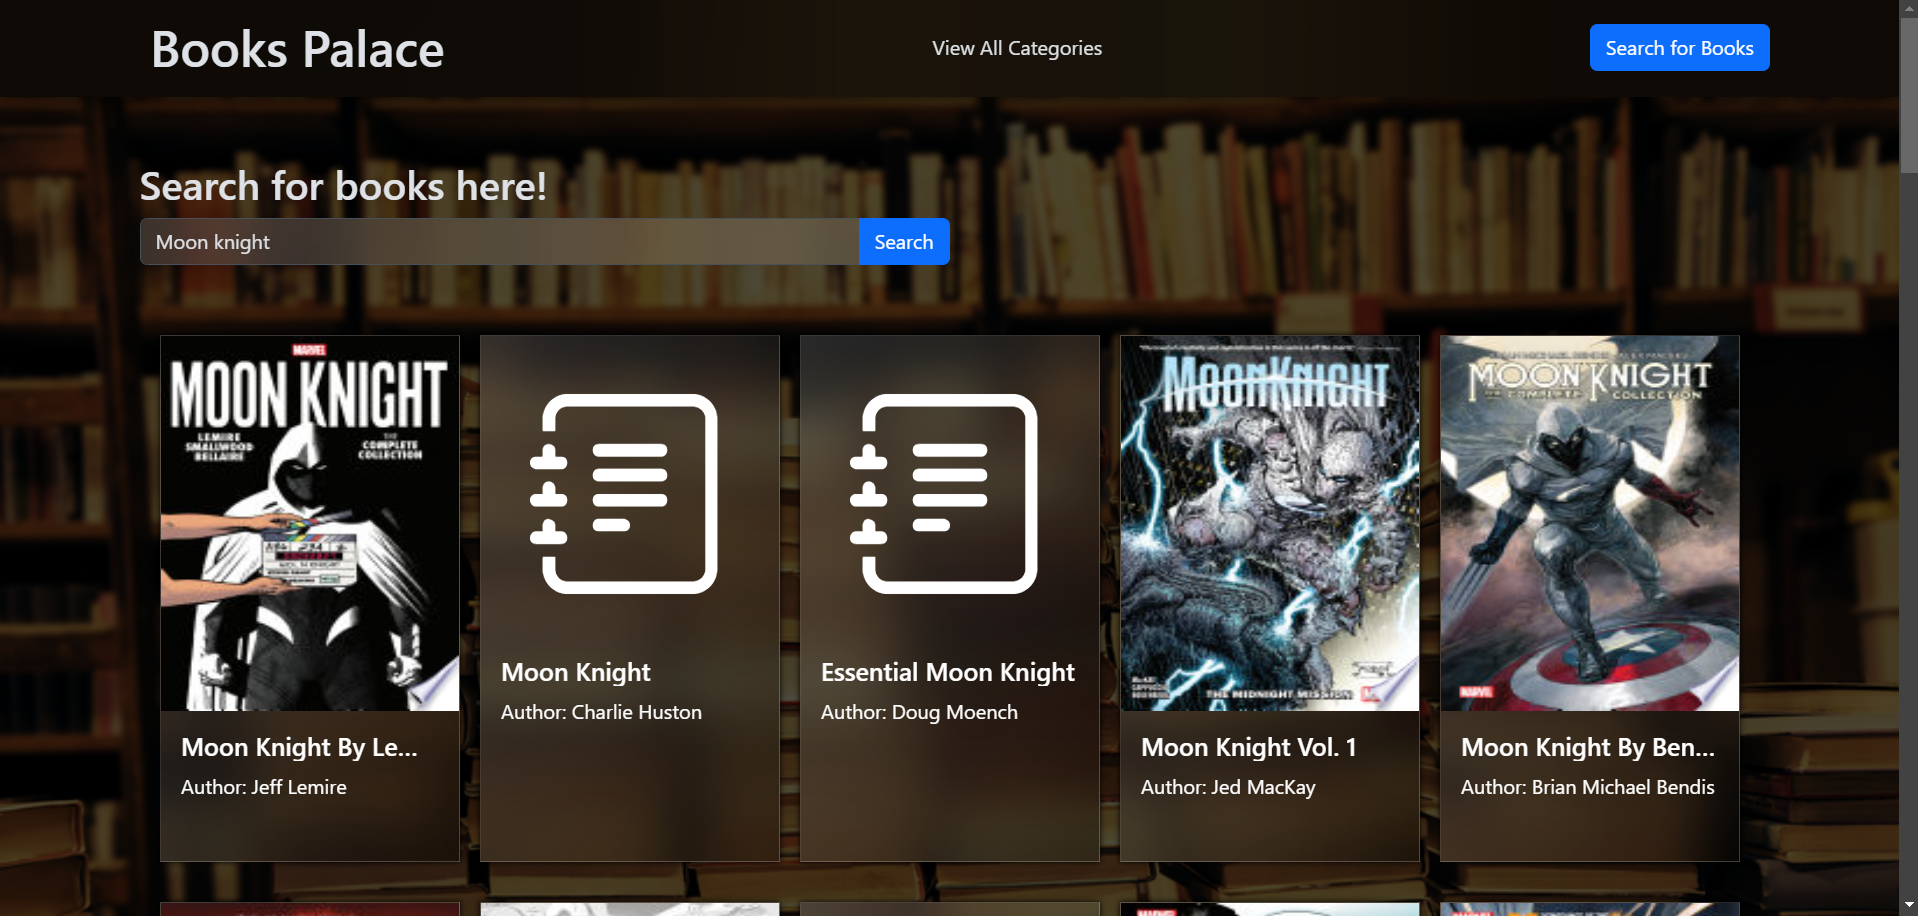 Books Palace
View All Categories
Search for Books
Search for books here!
Moon knight
Search
MARVEL
MOON KNIGHT
LEMIRE
SMALLWOOD
BELLAIRE
THE
COMPLETE
COLLECTION
Moon Knight By Le...
Author: Jeff Lemire
Moon Knight
Author: Charlie Huston
Essential Moon Knight
Author: Doug Moench
MOON KNIGHT
THE MIDNIGHT MISSION
Moon Knight Vol. 1
Author: Jed MacKay
MOON KNIGHT
THE COMPLETE COLLECTION
MARVEL
Moon Knight By Ben...
Author: Brian Michael Bendis